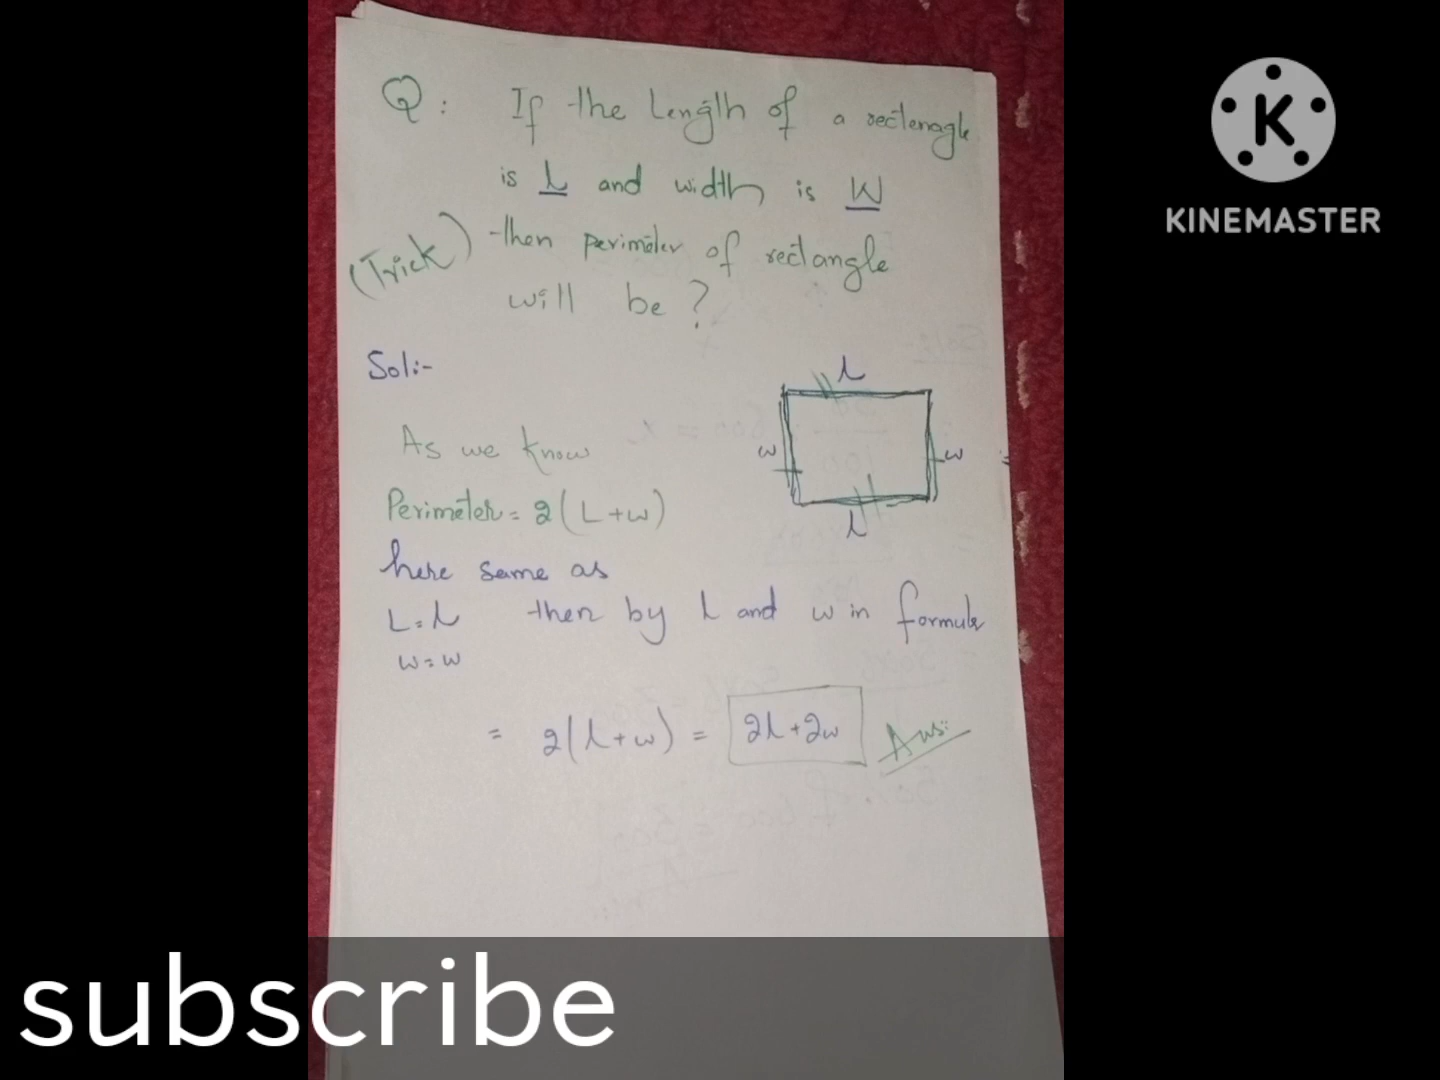 Q: If the Length of a rectenagle
is L and width is W
(Trick) then perimeter of rectangle
will be ?
Sol:-
L
As we know
w w
Perimeter = 2(L+w)
L
here same as
L=L then by L and w in formula
w=w
= 2(L+w) = 2L+2w Ans:
K
KINEMASTER
subscribe